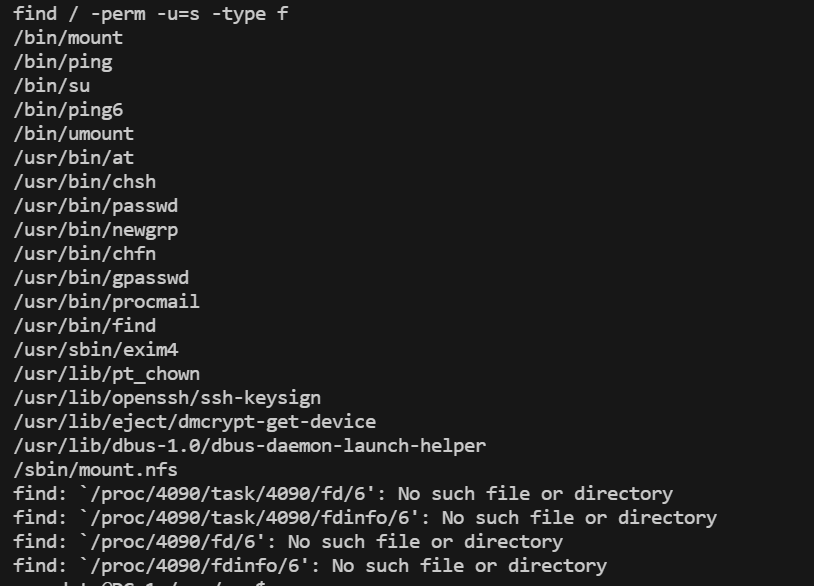 find / -perm -u=s -type f
/bin/mount
/bin/ping
/bin/su
/bin/ping6
/bin/umount
/usr/bin/at
/usr/bin/chsh
/usr/bin/passwd
/usr/bin/newgrp
/usr/bin/chfn
/usr/bin/gpasswd
/usr/bin/procmail
/usr/bin/find
/usr/sbin/exim4
/usr/lib/pt_chown
/usr/lib/openssh/ssh-keysign
/usr/lib/eject/dmcrypt-get-device
/usr/lib/dbus-1.0/dbus-daemon-launch-helper
/sbin/mount.nfs
find: `/proc/4090/task/4090/fd/6': No such file or directory
find: `/proc/4090/task/4090/fdinfo/6': No such file or directory
find: `/proc/4090/fd/6': No such file or directory
find: `/proc/4090/fdinfo/6': No such file or directory